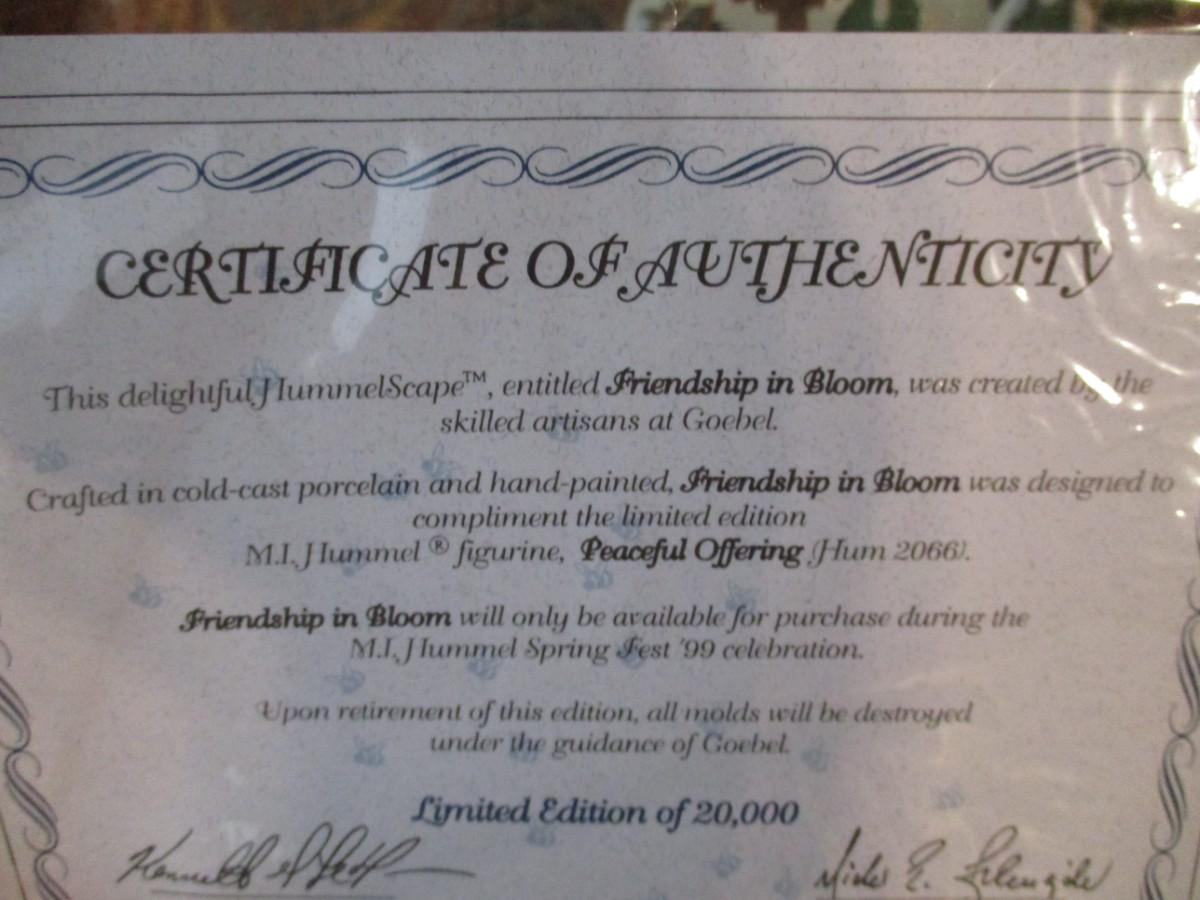 CERTIFICATE OF AUTHENTICITY
This delightful HummelScape™, entitled Friendship in Bloom, was created by the
skilled artisans at Goebel.
Crafted in cold-cast porcelain and hand-painted, Friendship in Bloom was designed to
compliment the limited edition
M.I. Hummel ® figurine, Peaceful Offering (Hum 2066).
Friendship in Bloom will only be available for purchase during the
M.I. Hummel Spring Fest '99 celebration.
Upon retirement of this edition, all molds will be destroyed
under the guidance of Goebel.
Limited Edition of 20,000